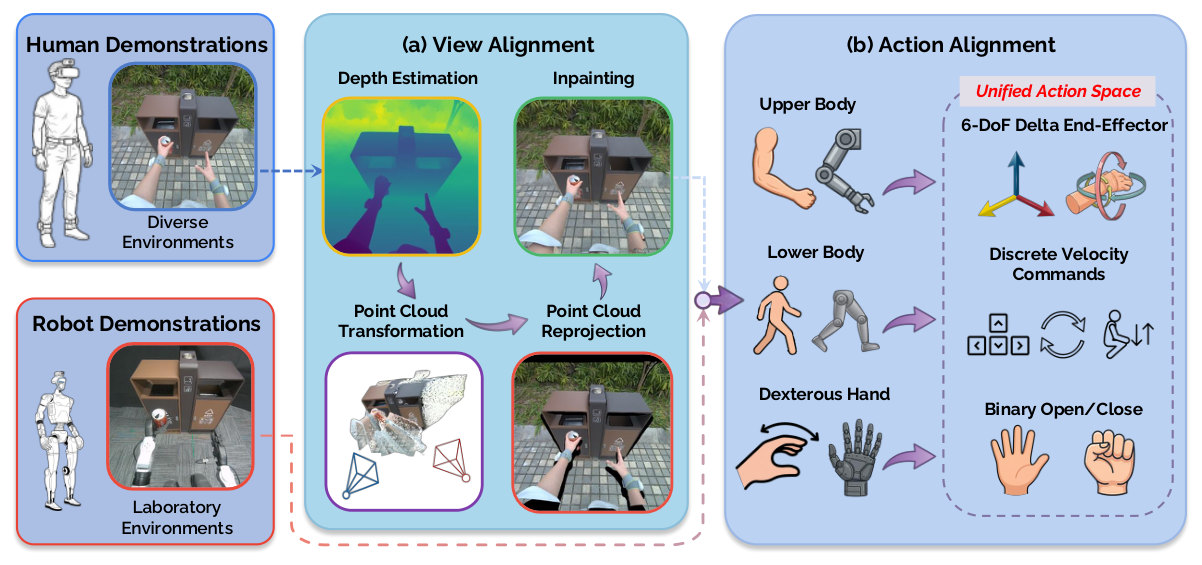 Human Demonstrations
Diverse
Environments
Robot Demonstrations
Laboratory
Environments
(a) View Alignment
Depth Estimation
Inpainting
Point Cloud
Transformation
Point Cloud
Reprojection
(b) Action Alignment
Upper Body
Lower Body
Dexterous Hand
Unified Action Space
6-DoF Delta End-Effector
Discrete Velocity
Commands
Binary Open/Close